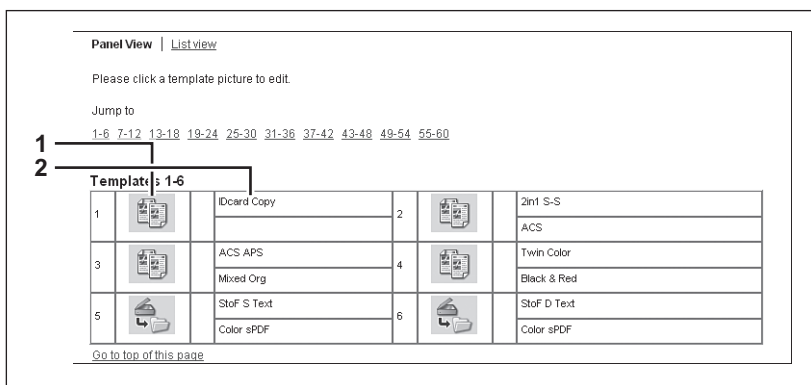 Panel View | List view
Please click a template picture to edit.
Jump to
1-6 7-12 13-18 19-24 25-30 31-36 37-42 43-48 49-54 55-60
1
2
Templates 1-6
1 IDcard Copy 2 2in1 S-S
ACS
3 ACS APS 4 Twin Color
Mixed Org Black & Red
5 StoF S Text 6 StoF D Text
Color sPDF Color sPDF
Go to top of this page